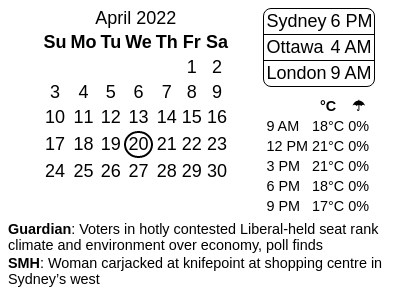 April 2022
Su Mo Tu We Th Fr Sa
1 2
3 4 5 6 7 8 9
10 11 12 13 14 15 16
17 18 19 20 21 22 23
24 25 26 27 28 29 30
Sydney 6 PM
Ottawa 4 AM
London 9 AM
°C ☂
9 AM 18°C 0%
12 PM 21°C 0%
3 PM 21°C 0%
6 PM 18°C 0%
9 PM 17°C 0%
Guardian: Voters in hotly contested Liberal-held seat rank
climate and environment over economy, poll finds
SMH: Woman carjacked at knifepoint at shopping centre in
Sydney’s west